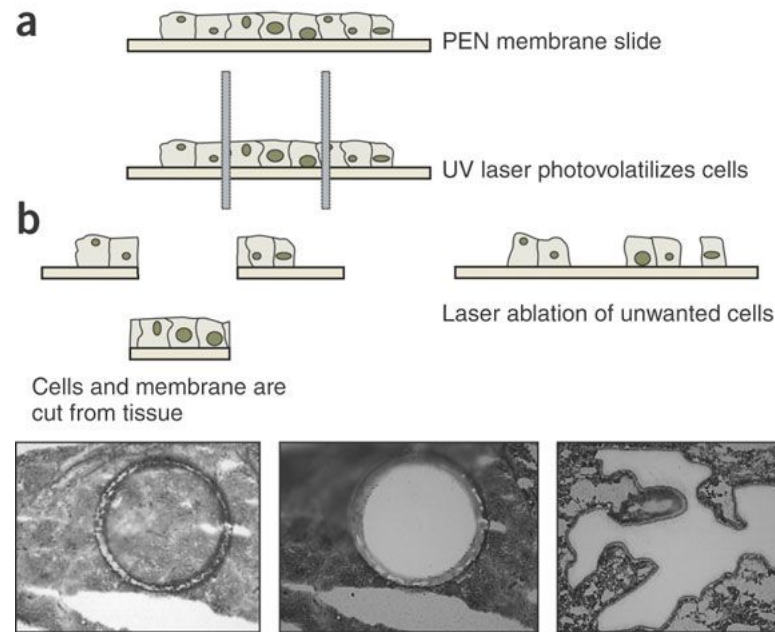 a
PEN membrane slide
UV laser photovolatilizes cells
b
Laser ablation of unwanted cells
Cells and membrane are
cut from tissue